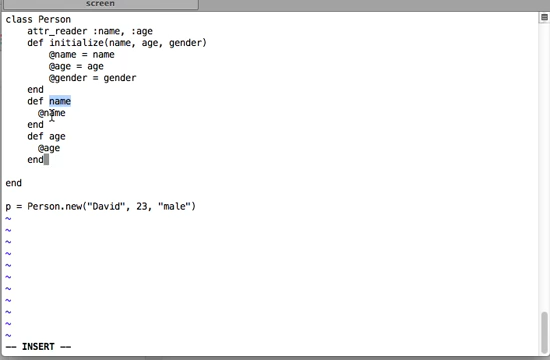 screen
class Person
    attr_reader :name, :age
    def initialize(name, age, gender)
        @name = name
        @age = age
        @gender = gender
    end
    def name
      @name
    end
    def age
      @age
    end
end
p = Person.new("David", 23, "male")
~
~
~
~
~
~
~
~
~
~
~
-- INSERT --